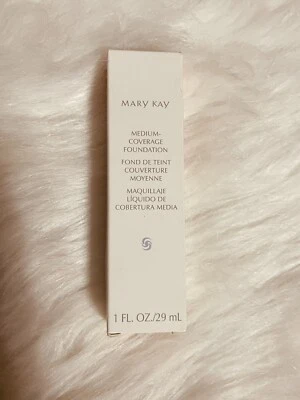 MARY KAY
MEDIUM-
COVERAGE
FOUNDATION
FOND DE TEINT
COUVERTURE
MOYENNE
MAQUILLAJE
LÍQUIDO DE
COBERTURA MEDIA
1 FL. OZ./29 mL